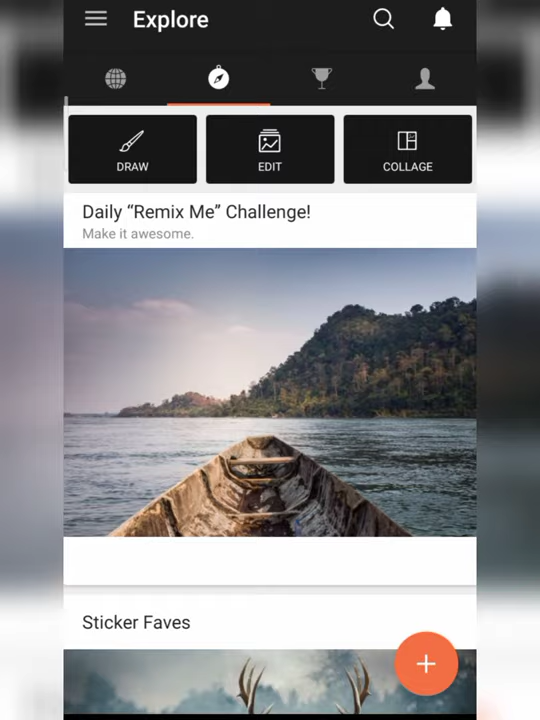 Explore
DRAW
EDIT
COLLAGE
Daily “Remix Me” Challenge!
Make it awesome.
Sticker Faves